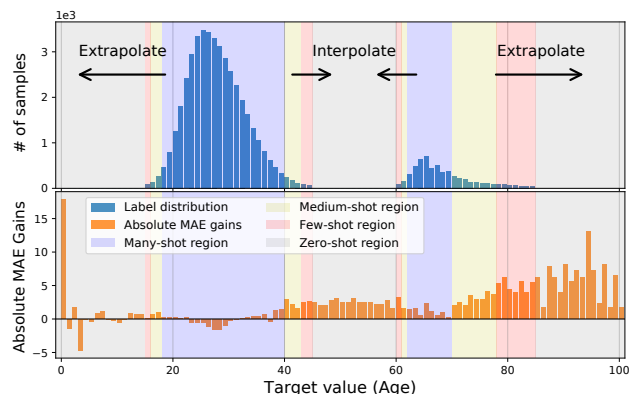 1e3
Extrapolate
Interpolate
Extrapolate
# of samples
3
2
1
0
Label distribution
Absolute MAE gains
Many-shot region
Medium-shot region
Few-shot region
Zero-shot region
Absolute MAE Gains
15
10
5
0
−5
0
20
40
60
80
100
Target value (Age)